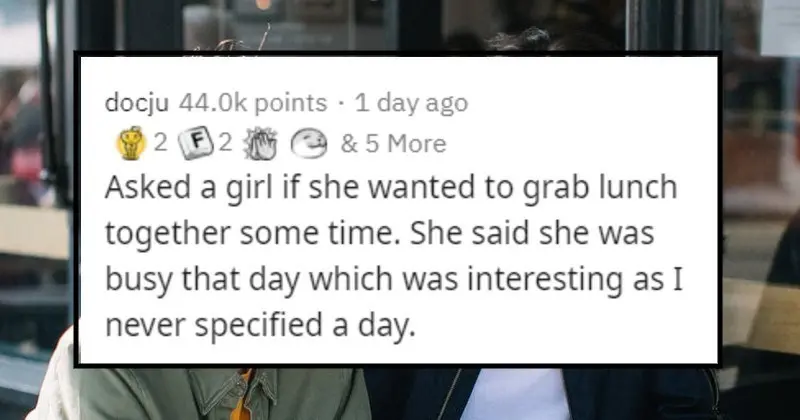 docju 44.0k points · 1 day ago
2 F 2 & 5 More
Asked a girl if she wanted to grab lunch
together some time. She said she was
busy that day which was interesting as I
never specified a day.